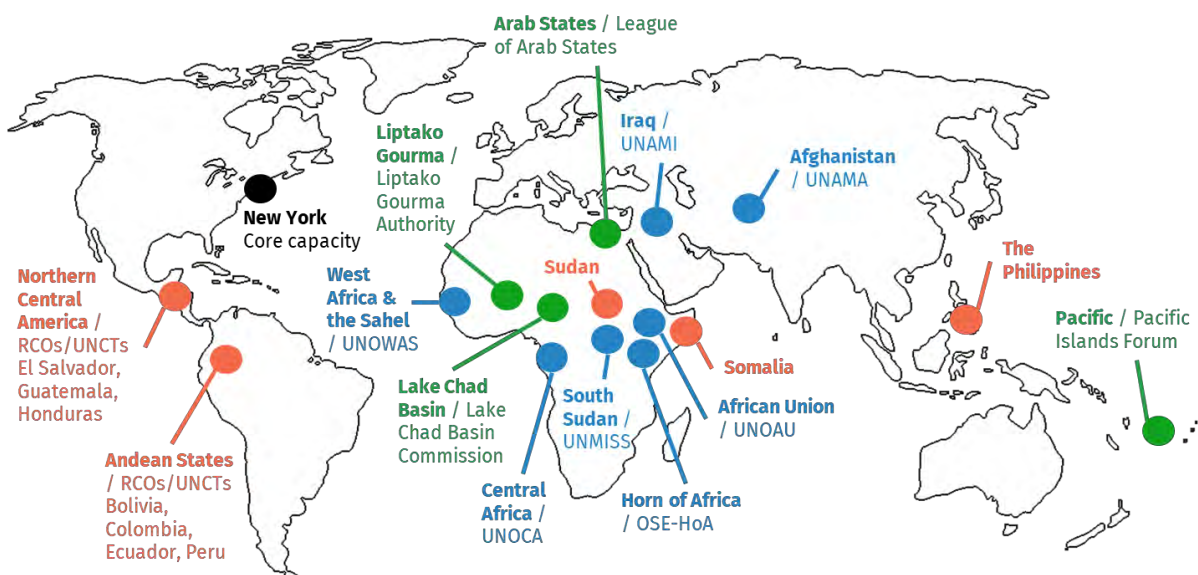 Arab States / League
of Arab States
Iraq /
UNAMI
Afghanistan
/ UNAMA
Liptako
Gourma /
Liptako
Gourma
Authority
New York
Core capacity
The
Philippines
Northern
Central
America /
RCOs/UNCTs
El Salvador,
Guatemala,
Honduras
West
Africa &
the Sahel
/ UNOWAS
Sudan
Pacific / Pacific
Islands Forum
Somalia
Lake Chad
Basin / Lake
Chad Basin
Commission
South
Sudan /
UNMISS
African Union
/ UNOAU
Andean States
/ RCOs/UNCTs
Bolivia,
Colombia,
Ecuador, Peru
Central
Africa /
UNOCA
Horn of Africa
/ OSE-HoA